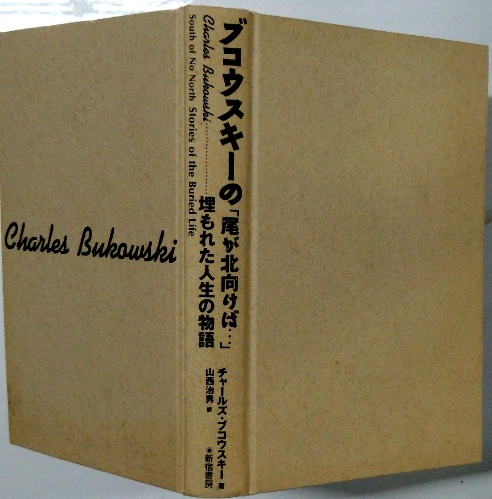 Charles Bukowski
ブコウスキーの「尾が北向けば…」
Charles Bukowski…………………埋もれた人生の物語
South of No North Stories of the Buried Life
チャールズ・ブコウスキー 著
山西治男 訳
新宿書房